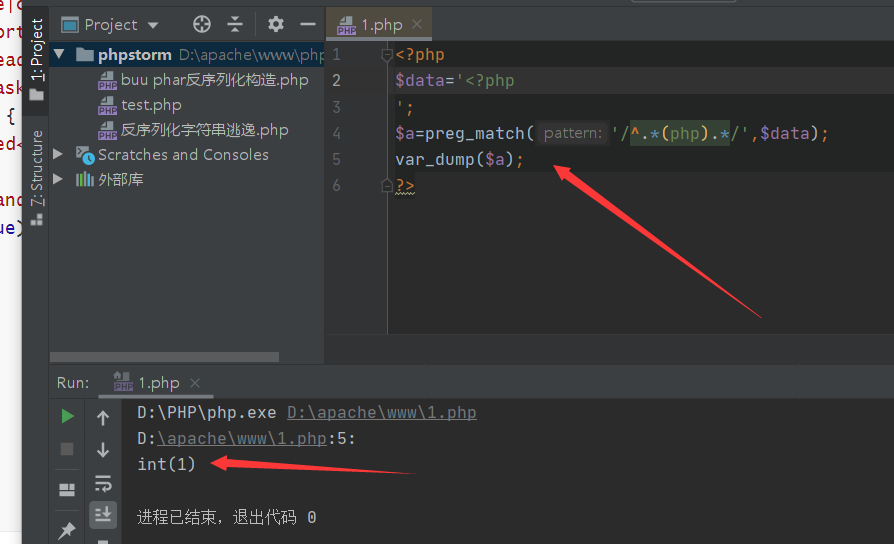 Project
1.php
1: Project
phpstorm D:\apache\www\php
buu phar反序列化构造.php
test.php
反序列化字符串逃逸.php
Scratches and Consoles
外部库
Z: Structure
1 <?php
2 $data='<?php
3 ';
4 $a=preg_match( pattern: '/^.*(php).*/',$data);
5 var_dump($a);
6 ?>
Run: 1.php
D:\PHP\php.exe D:\apache\www\1.php
D:\apache\www\1.php:5:
int(1)
进程已结束，退出代码 0